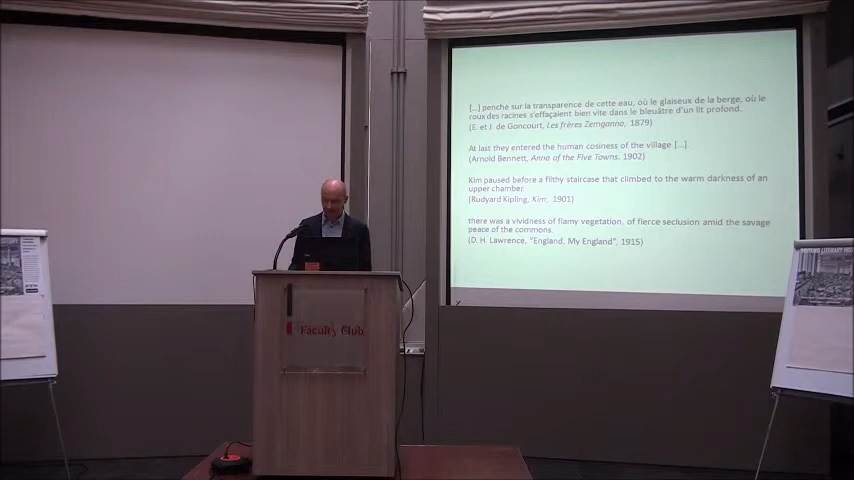 [...] penché sur la transparence de cette eau, où le glaiseux de la berge, où le
roux des racines s'effaçaient bien vite dans le bleuâtre d'un lit profond.
(E. et J. de Goncourt, Les frères Zemganno, 1879)
At last they entered the human cosiness of the village [...].
(Arnold Bennett, Anna of the Five Towns, 1902)
Kim paused before a filthy staircase that climbed to the warm darkness of an
upper chamber
(Rudyard Kipling, Kim, 1901)
there was a vividness of flamy vegetation, of fierce seclusion amid the savage
peace of the commons.
(D. H. Lawrence, "England, My England", 1915)
Faculty Club